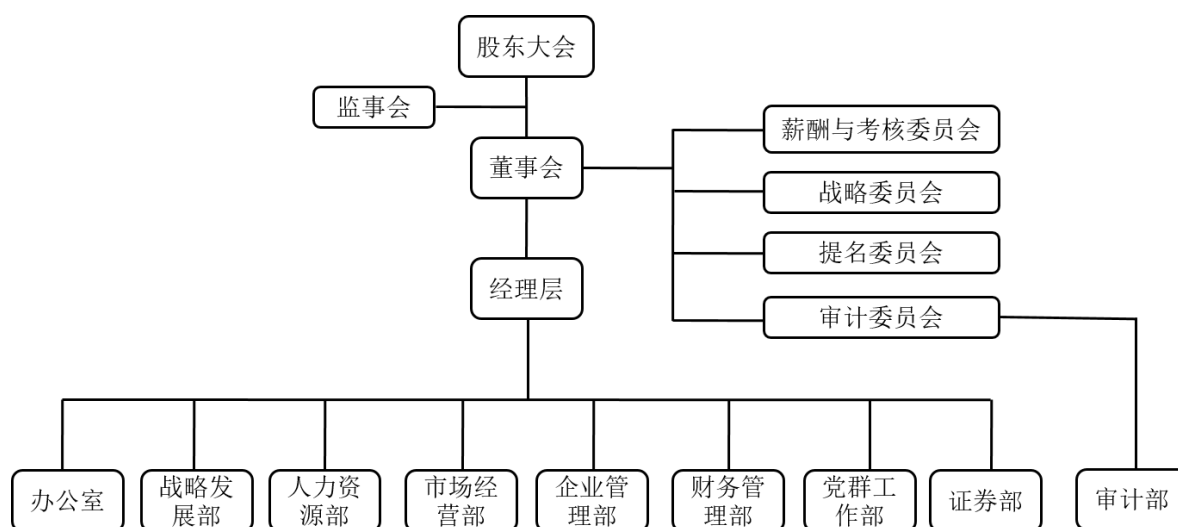 股东大会
监事会
董事会
薪酬与考核委员会
战略委员会
提名委员会
经理层
审计委员会
办公室
战略发
展部
人力资
源部
市场经
营部
企业管
理部
财务管
理部
党群工
作部
证券部
审计部